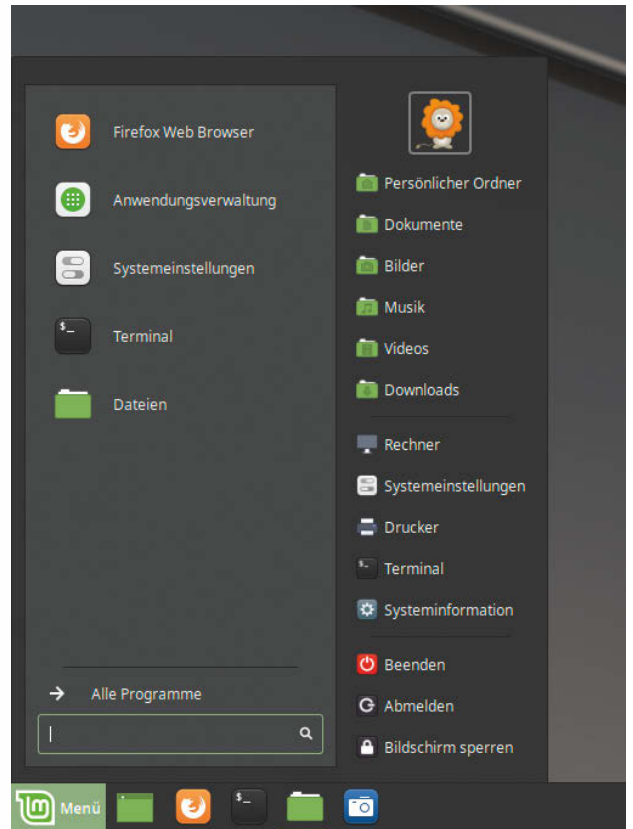 Firefox Web Browser
Anwendungsverwaltung
Systemeinstellungen
$_
Terminal
Dateien
Alle Programme
Persönlicher Ordner
Dokumente
Bilder
Musik
Videos
Downloads
Rechner
Systemeinstellungen
Drucker
Terminal
Systeminformation
Beenden
Abmelden
Bildschirm sperren
Menü
$_